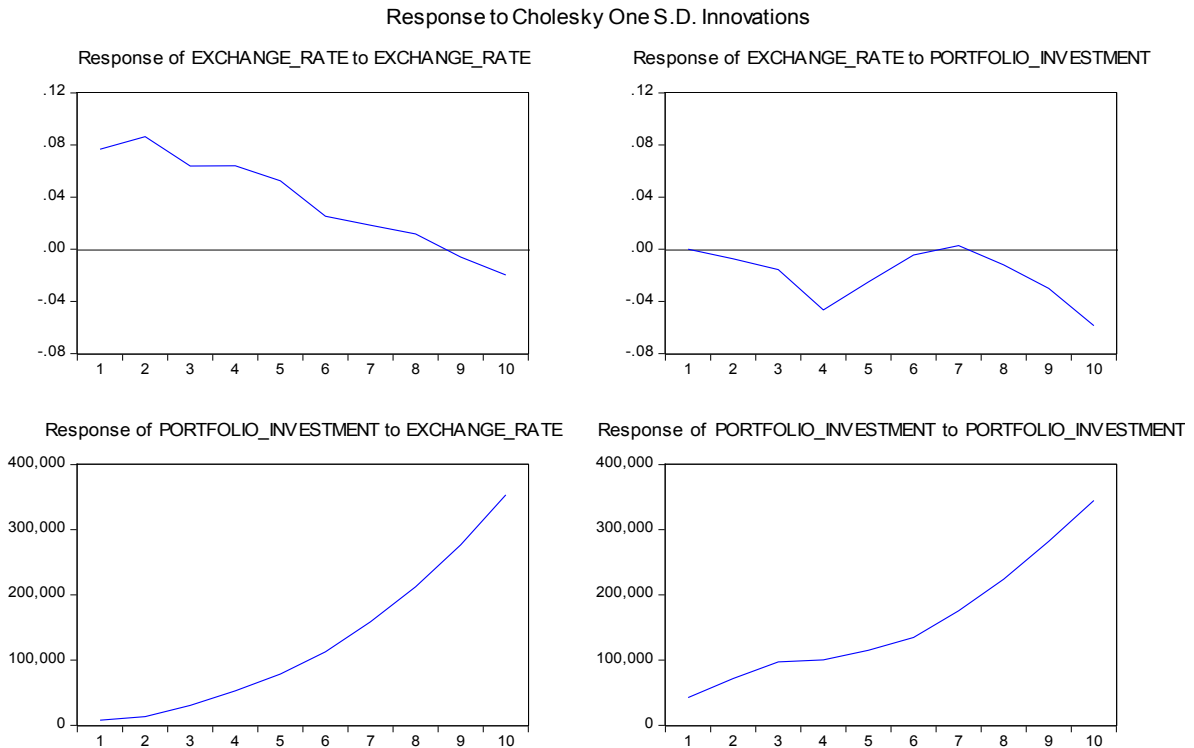 Response to Cholesky One S.D. Innovations
Response of EXCHANGE_RATE to EXCHANGE_RATE
.12
.08
.04
.00
-.04
-.08
1 2 3 4 5 6 7 8 9 10
Response of EXCHANGE_RATE to PORTFOLIO_INVESTMENT
.12
.08
.04
.00
-.04
-.08
1 2 3 4 5 6 7 8 9 10
Response of PORTFOLIO_INVESTMENT to EXCHANGE_RATE
400,000
300,000
200,000
100,000
0
1 2 3 4 5 6 7 8 9 10
Response of PORTFOLIO_INVESTMENT to PORTFOLIO_INVESTMENT
400,000
300,000
200,000
100,000
0
1 2 3 4 5 6 7 8 9 10